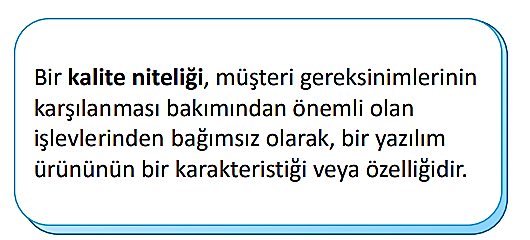 Bir kalite niteliği, müşteri gereksinimlerinin
karşılanması bakımından önemli olan
işlevlerinden bağımsız olarak, bir yazılım
ürününün bir karakteristiği veya özelliğidir.